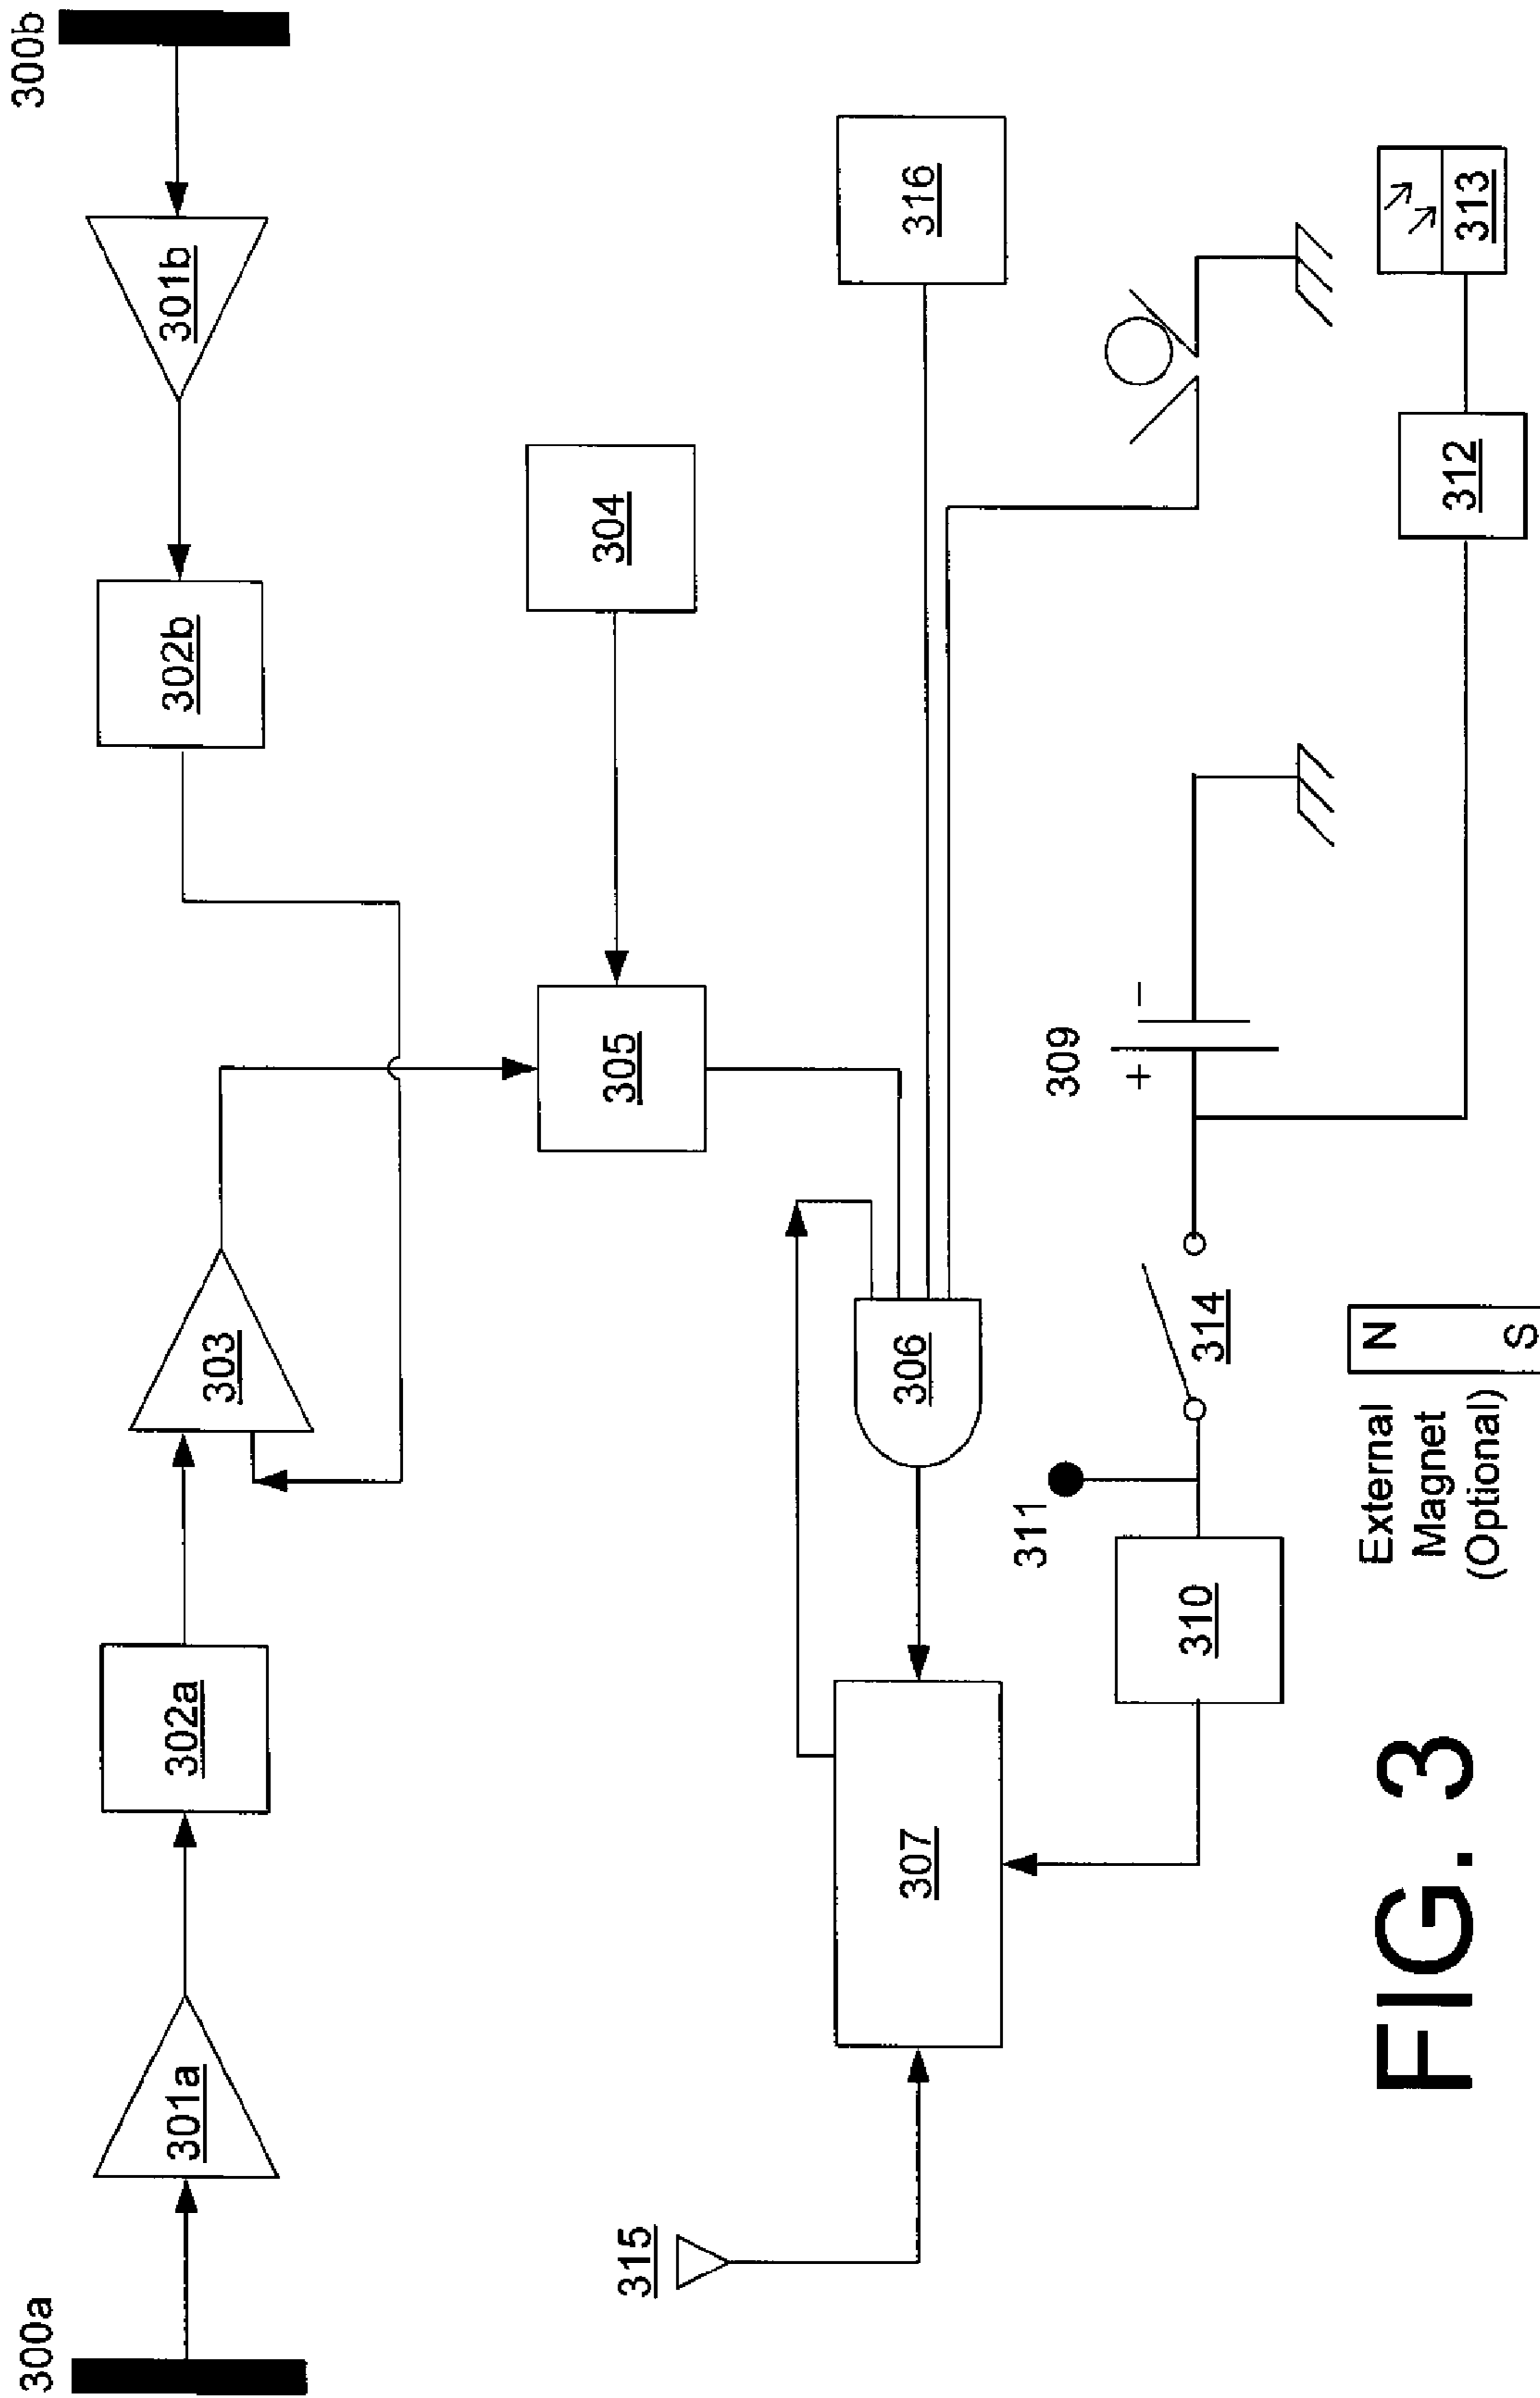 300a
301a
302a
303
302b
301b
300b
304
305
315
307
306
316
311
309
+
−
310
314
312
313
External
Magnet
(Optional)
N
S
FIG. 3